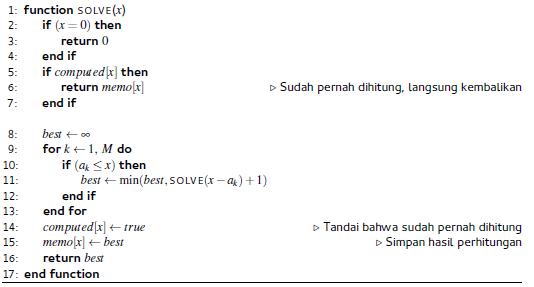 1: function SOLVE(x)
2: if (x = 0) then
3: return 0
4: end if
5: if computed[x] then
6: return memo[x] ▷ Sudah pernah dihitung, langsung kembalikan
7: end if
8: best ← ∞
9: for k ← 1, M do
10: if (aₖ ≤ x) then
11: best ← min(best, SOLVE(x − aₖ) + 1)
12: end if
13: end for
14: computed[x] ← true ▷ Tandai bahwa sudah pernah dihitung
15: memo[x] ← best ▷ Simpan hasil perhitungan
16: return best
17: end function